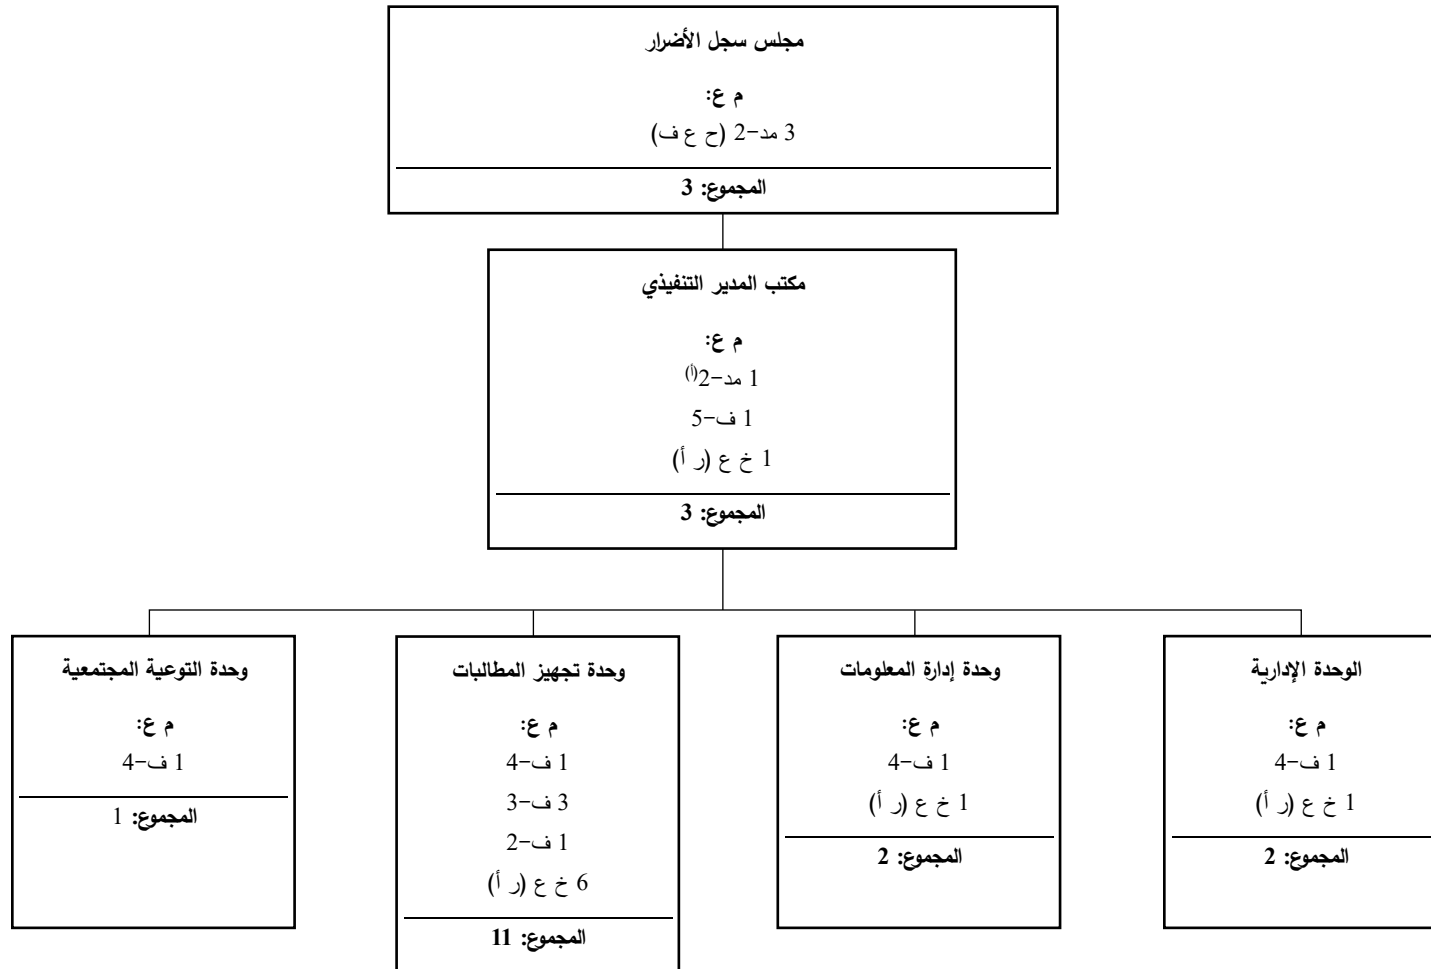 مجلس سجل الأضرار
م ع:
3 مد-2 (ح ع ف)
المجموع: 3
مكتب المدير التنفيذي
م ع:
1 مد-2(أ)
1 ف-5
1 خ ع (ر أ)
المجموع: 3
الوحدة الإدارية
م ع:
1 ف-4
1 خ ع (ر أ)
المجموع: 2
وحدة إدارة المعلومات
م ع:
1 ف-4
1 خ ع (ر أ)
المجموع: 2
وحدة تجهيز المطالبات
م ع:
1 ف-4
3 ف-3
1 ف-2
6 خ ع (ر أ)
المجموع: 11
وحدة التوعية المجتمعية
م ع:
1 ف-4
المجموع: 1